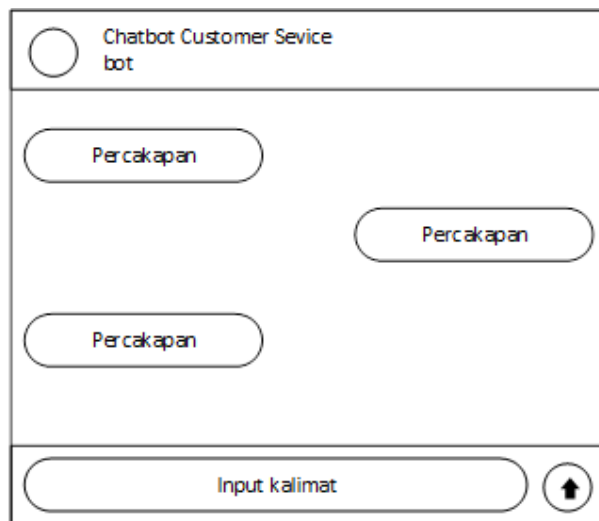 Chatbot Customer Sevice
bot
Percakapan
Percakapan
Percakapan
Input kalimat